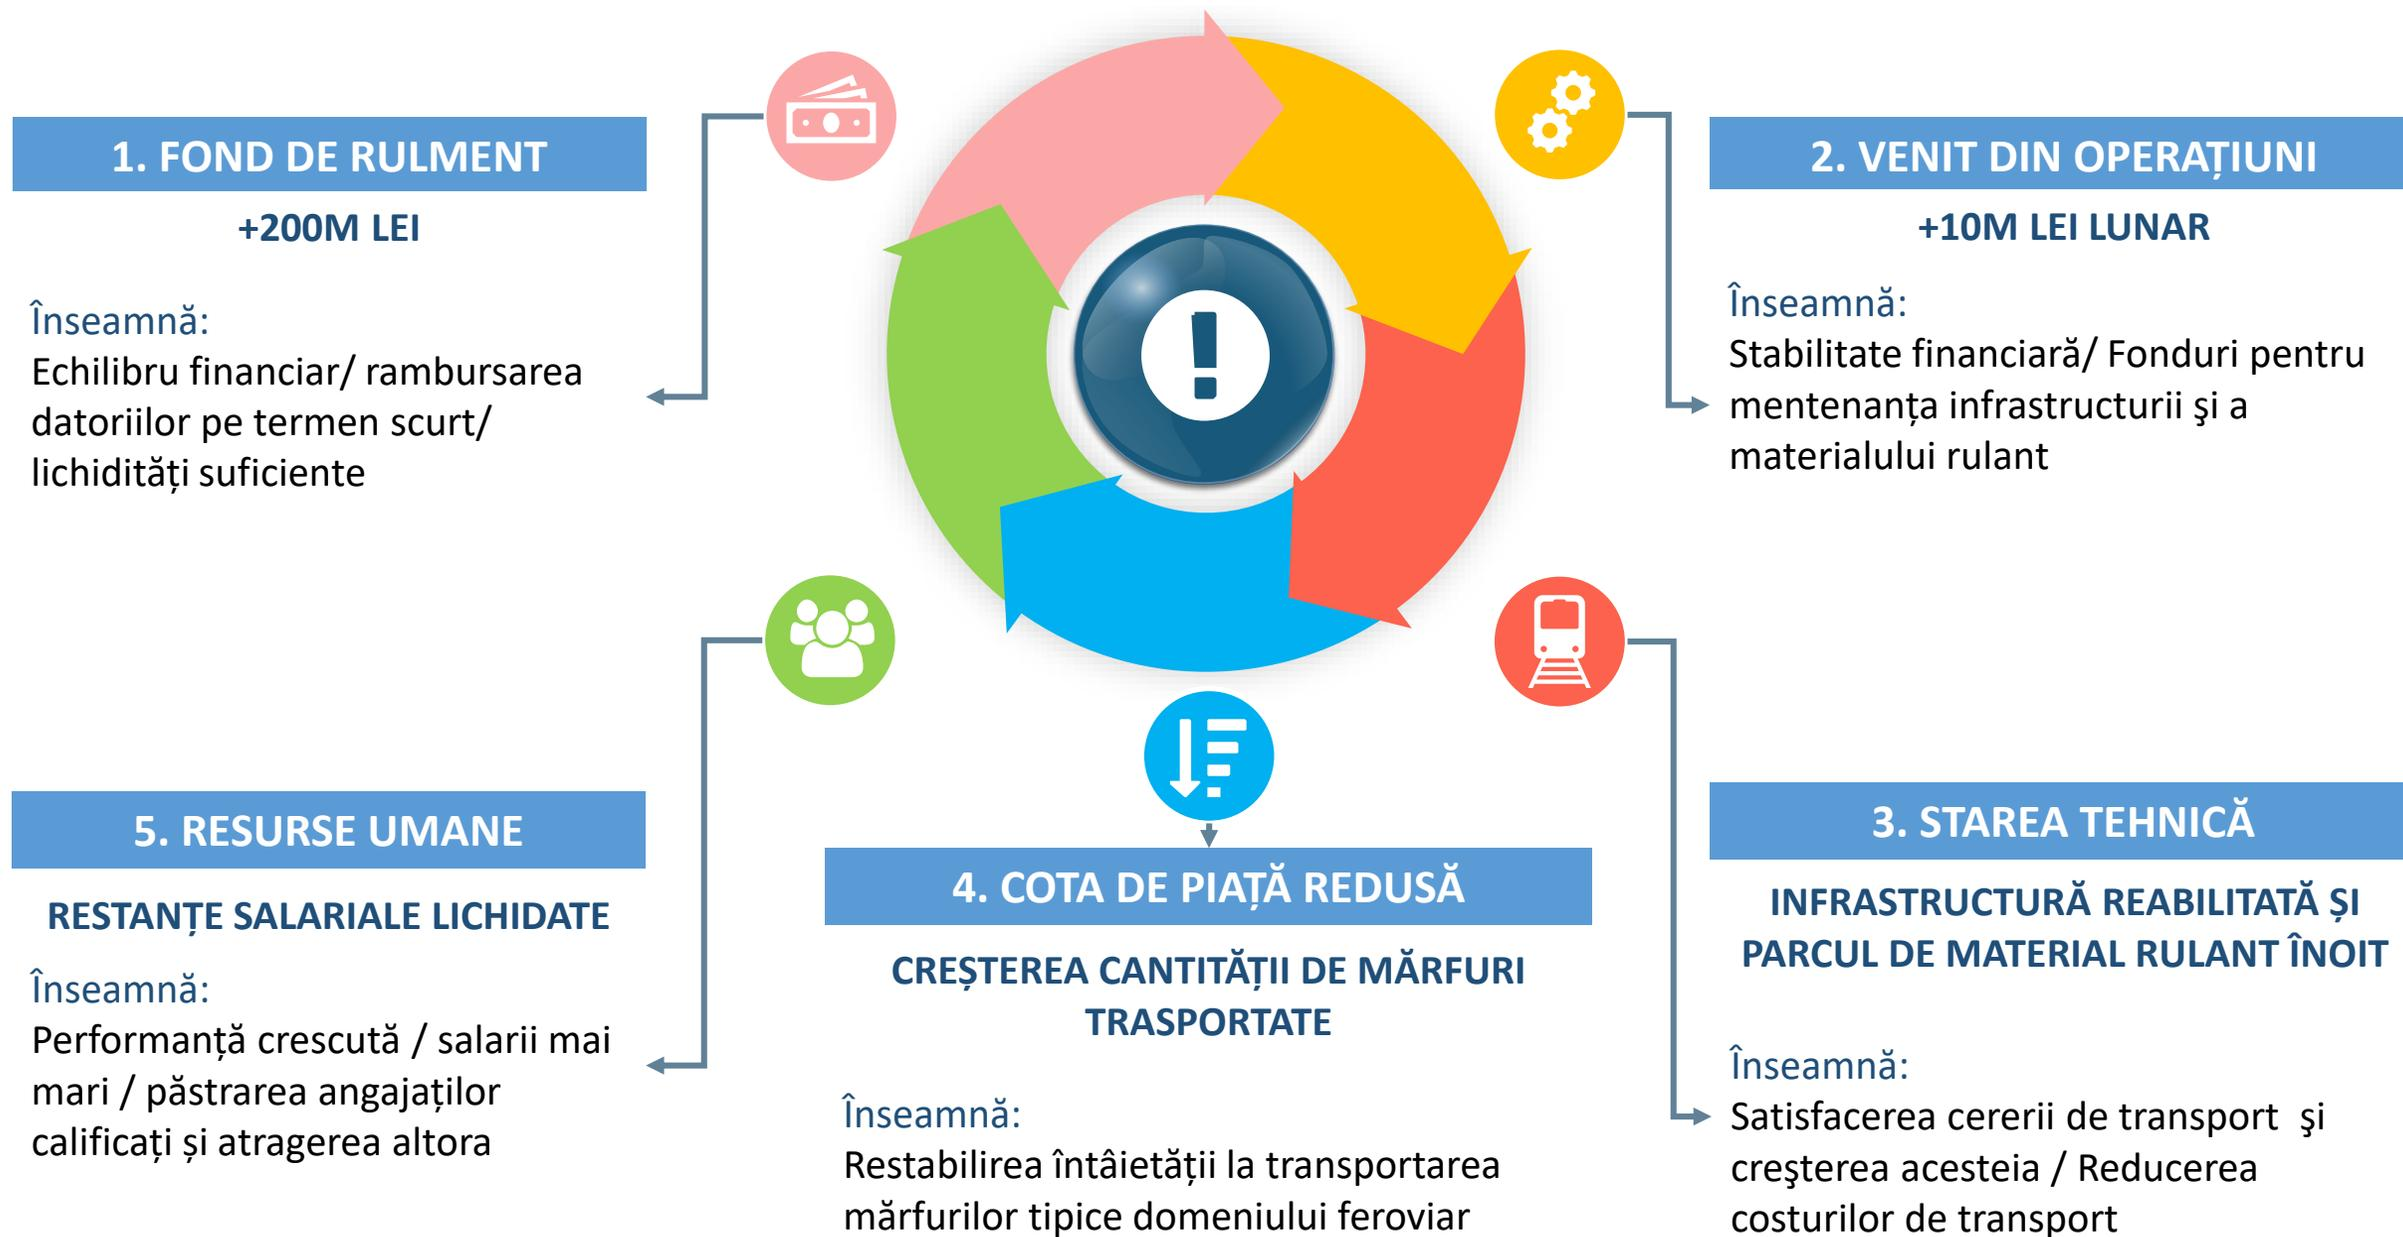 1. FOND DE RULMENT
+200M LEI
Înseamnă:
Echilibru financiar/ rambursarea
datoriilor pe termen scurt/
lichidități suficiente
2. VENIT DIN OPERAȚIUNI
+10M LEI LUNAR
Înseamnă:
Stabilitate financiară/ Fonduri pentru
mentenanța infrastructurii şi a
materialului rulant
3. STAREA TEHNICĂ
INFRASTRUCTURĂ REABILITATĂ ȘI
PARCUL DE MATERIAL RULANT ÎNOIT
Înseamnă:
Satisfacerea cererii de transport şi
creşterea acesteia / Reducerea
costurilor de transport
4. COTA DE PIAȚĂ REDUSĂ
CREȘTEREA CANTITĂȚII DE MĂRFURI
TRASPORTATE
Înseamnă:
Restabilirea întâietății la transportarea
mărfurilor tipice domeniului feroviar
5. RESURSE UMANE
RESTANȚE SALARIALE LICHIDATE
Înseamnă:
Performanță crescută / salarii mai
mari / păstrarea angajaților
calificați și atragerea altora
!